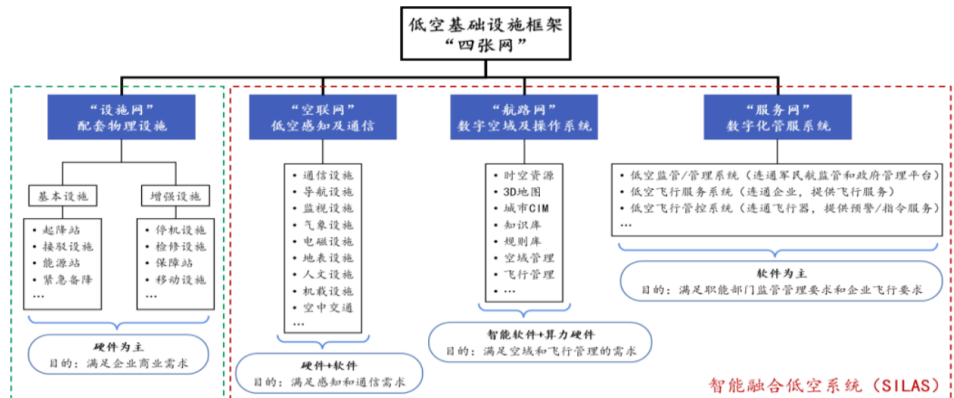 低空基础设施框架
“四张网”
“设施网”
配套物理设施
基本设施
起降站
接驳设施
能源站
紧急备降
…
增强设施
停机设施
检修设施
保障站
移动设施
…
硬件为主
目的：满足企业商业需求
“空联网”
低空感知及通信
通信设施
导航设施
监视设施
气象设施
电磁设施
地表设施
人文设施
机载设施
空中交通
…
硬件+软件
目的：满足感知和通信需求
“航路网”
数字空域及操作系统
时空资源
3D地图
城市CIM
知识库
规则库
空域管理
飞行管理
…
智能软件+算力硬件
目的：满足空域和飞行管理的需求
“服务网”
数字化管服系统
低空监管/管理系统（连通军民航监管和政府管理平台）
低空飞行服务系统（连通企业，提供飞行服务）
低空飞行管控系统（连通飞行器，提供预警/指令服务）
…
软件为主
目的：满足职能部门监管管理要求和企业飞行要求
智能融合低空系统（SILAS）